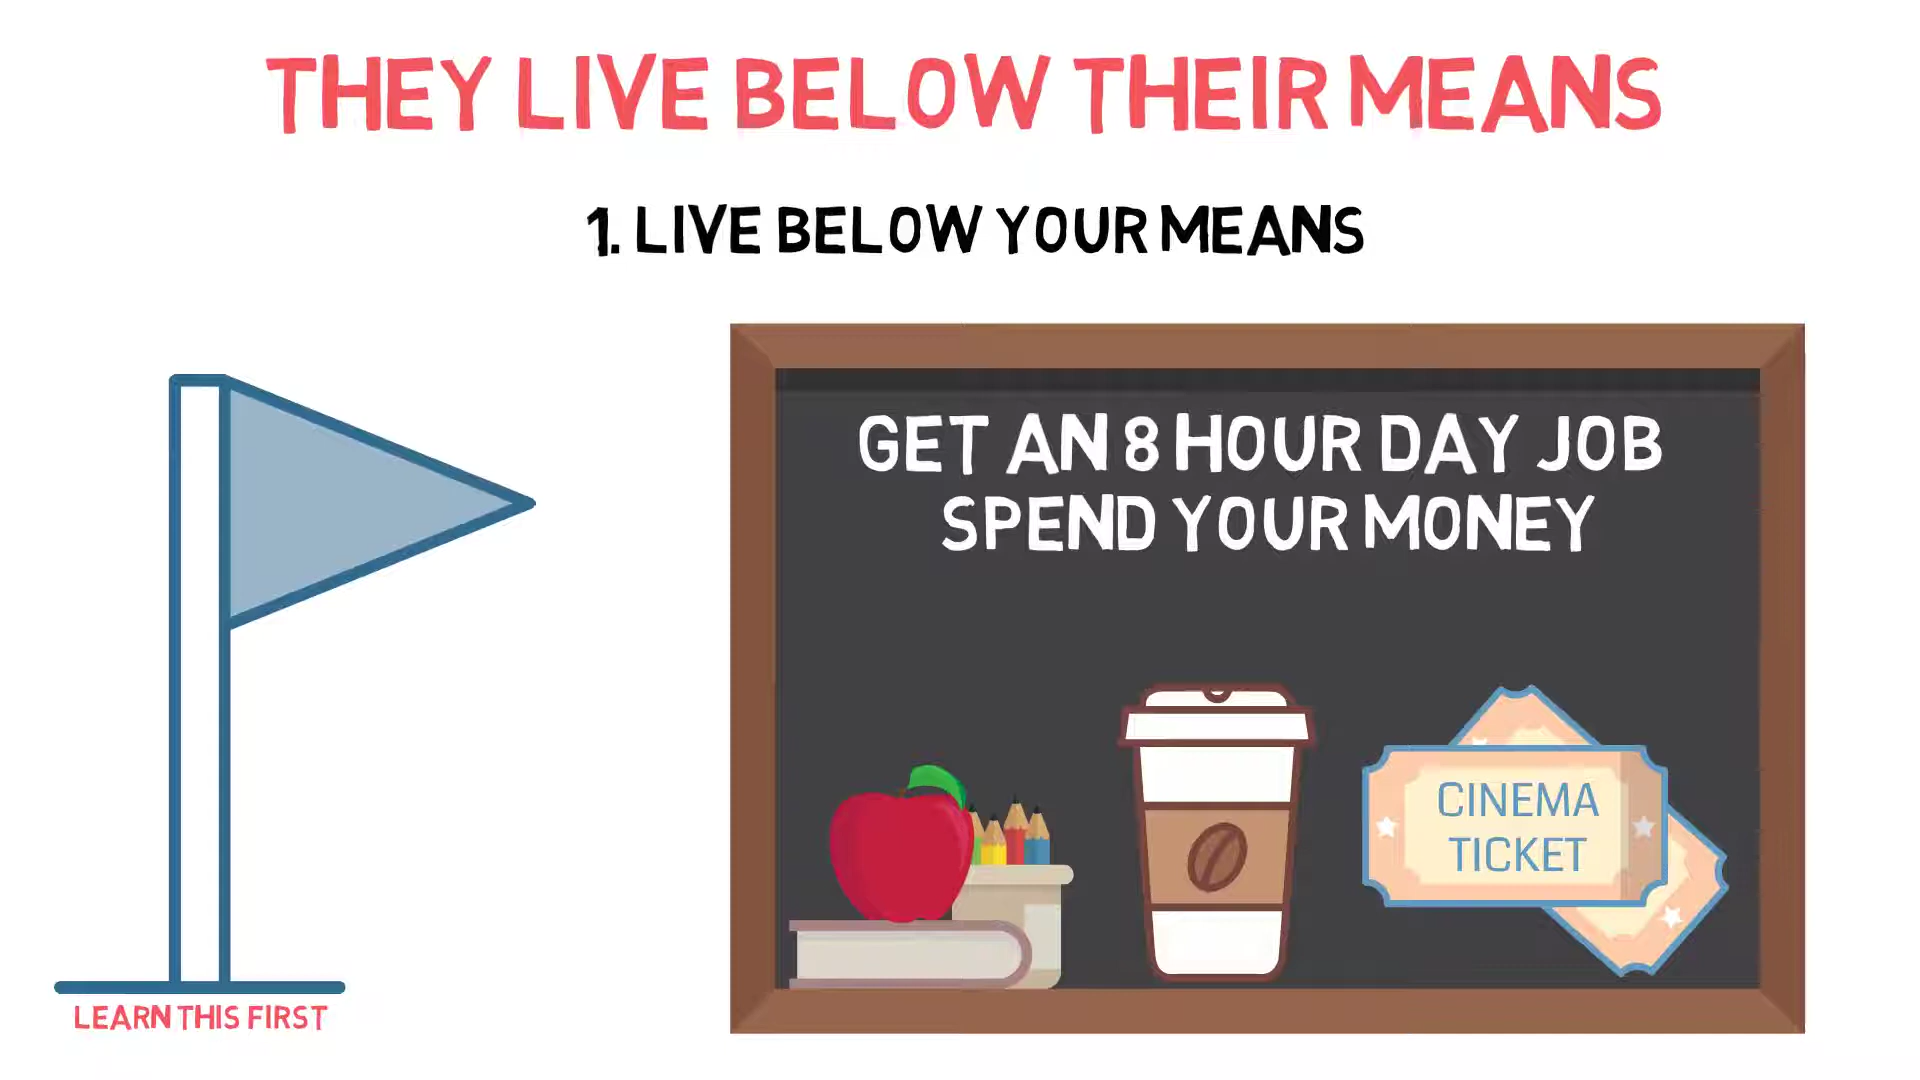 THEY LIVE BELOW THEIR MEANS
1. LIVE BELOW YOUR MEANS
GET AN 8 HOUR DAY JOB
SPEND YOUR MONEY
CINEMA
TICKET
LEARN THIS FIRST